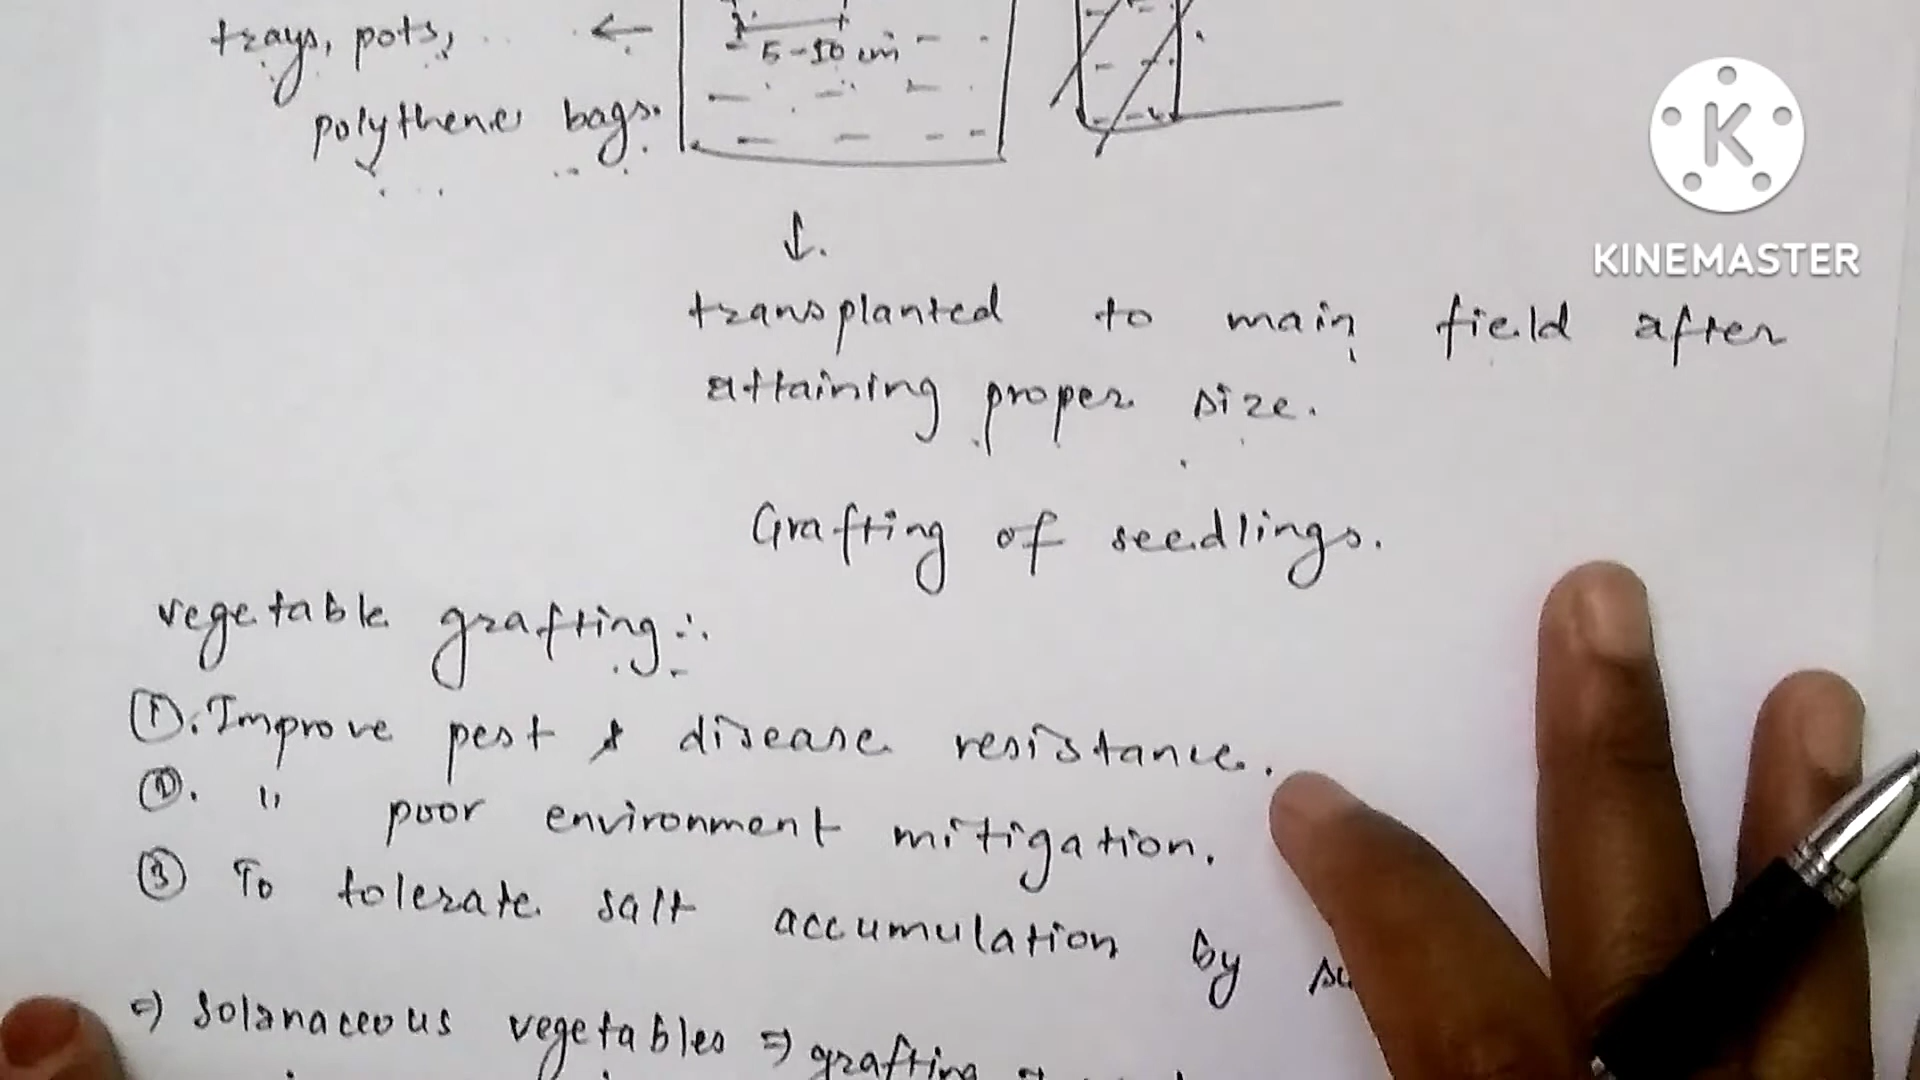 trays, pots,
5-10 cm
polythene bags.
KINEMASTER
transplanted to main field after
attaining proper size.
Grafting of seedlings.
vegetable grafting:.
①. Improve pest & disease resistance.
②. " poor environment mitigation.
③ To tolerate salt accumulation by
⇒ solanaceous vegetables ⇒ grafting